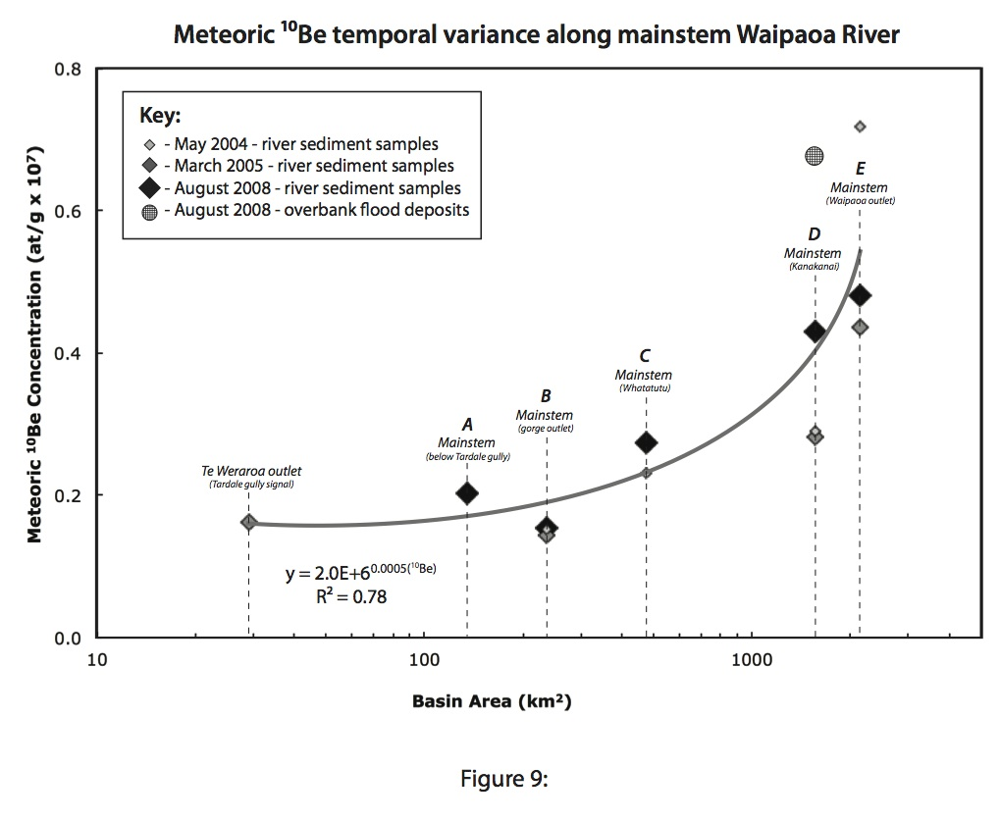 Meteoric ¹⁰Be temporal variance along mainstem Waipaoa River
0.8
0.6
0.4
0.2
0.0
Meteoric ¹⁰Be Concentration (at/g x 10⁷)
Key:
- May 2004 - river sediment samples
- March 2005 - river sediment samples
- August 2008 - river sediment samples
- August 2008 - overbank flood deposits
E
Mainstem
(Waipaoa outlet)
D
Mainstem
(Kanakanai)
C
Mainstem
(Whatatutu)
B
Mainstem
(gorge outlet)
A
Mainstem
(below Tardale gully)
Te Weraroa outlet
(Tardale gully signal)
y = 2.0E+6⁰·⁰⁰⁰⁵⁽¹⁰ᴮᵉ⁾
R² = 0.78
10
100
1000
Basin Area (km²)
Figure 9: